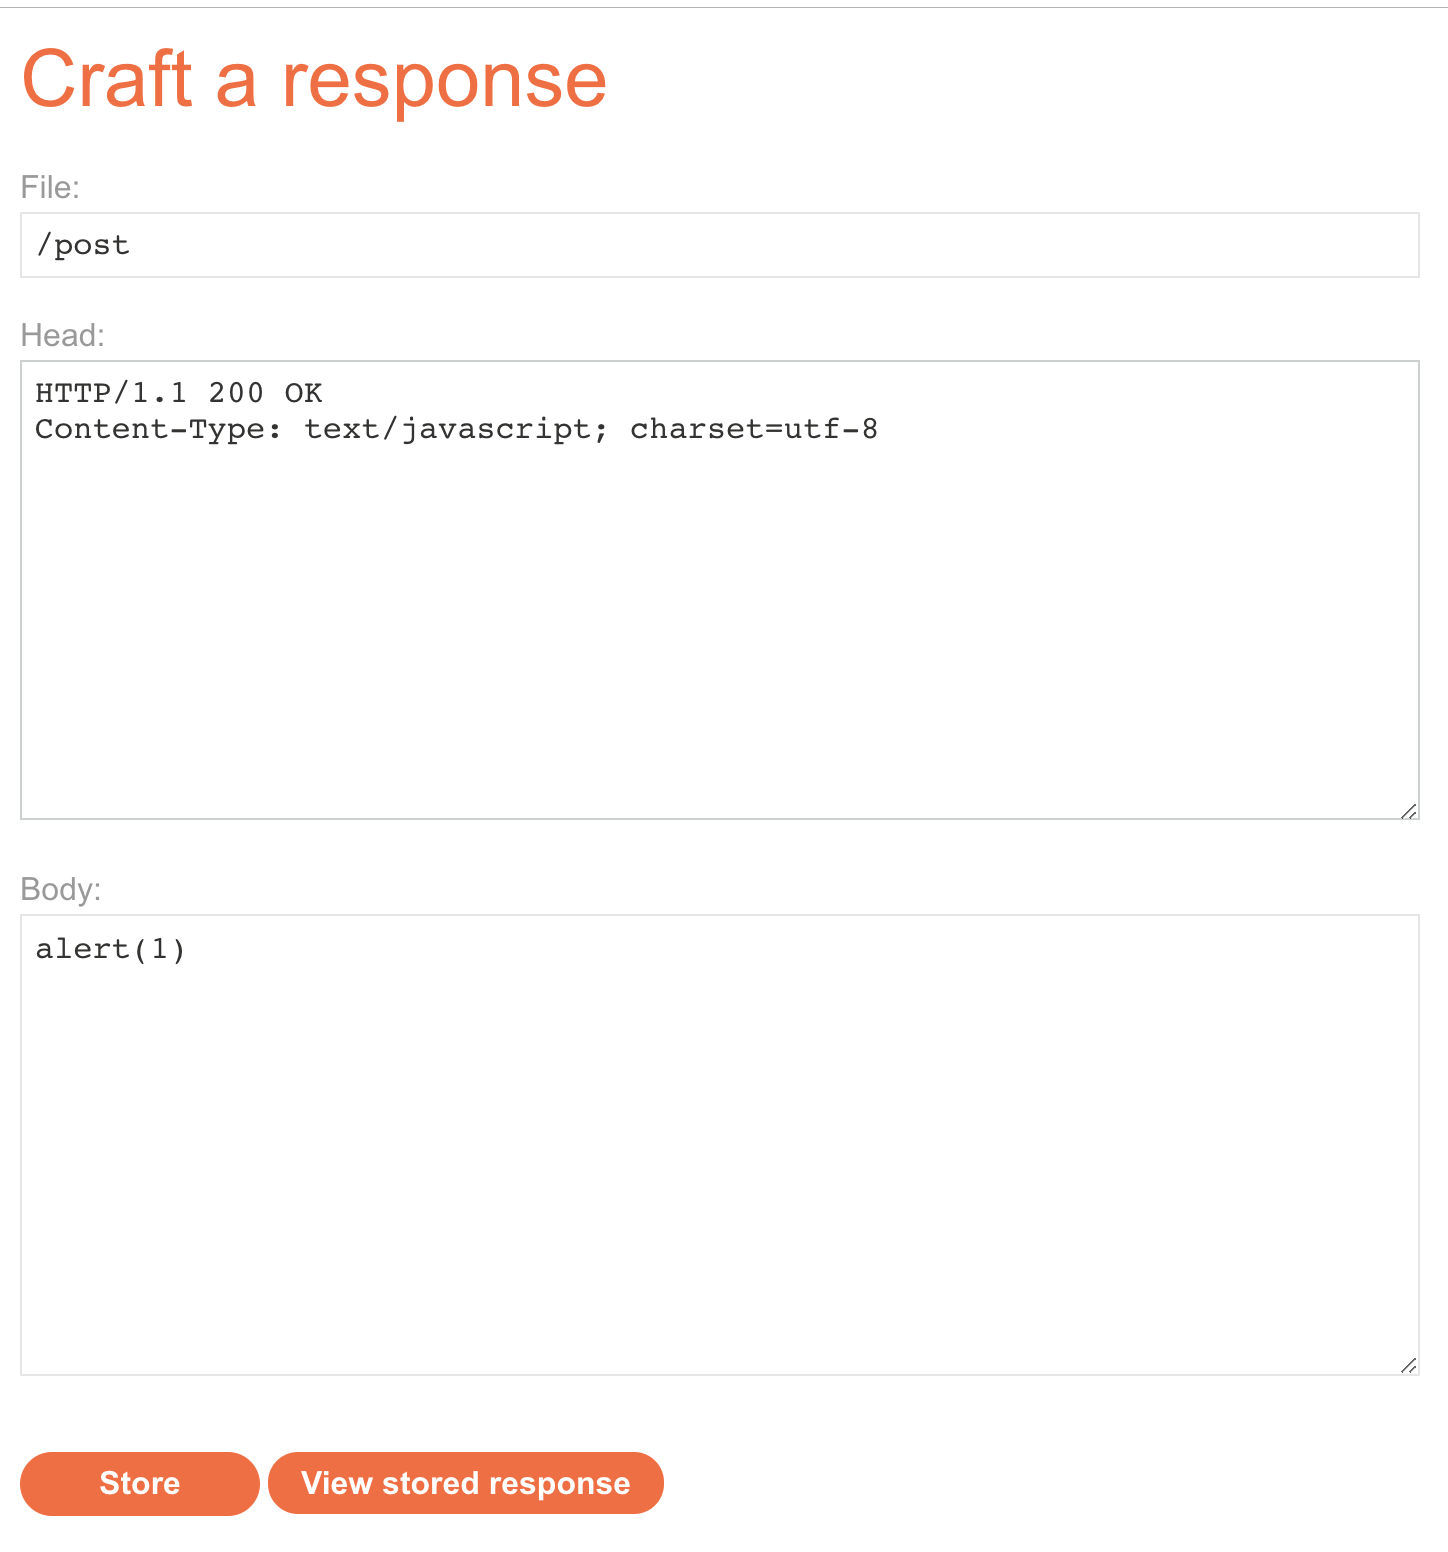 Craft a response
File:
/post
Head:
HTTP/1.1 200 OK
Content-Type: text/javascript; charset=utf-8
Body:
alert(1)
Store View stored response